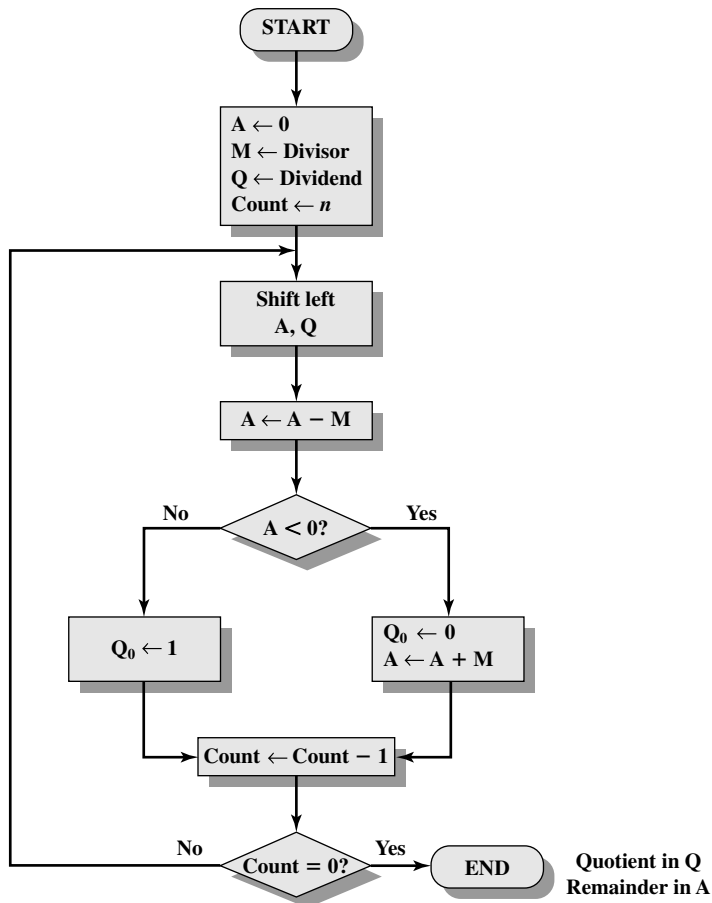 START
A ← 0
M ← Divisor
Q ← Dividend
Count ← n
Shift left
A, Q
A ← A − M
No
A < 0?
Yes
Q₀ ← 1
Q₀ ← 0
A ← A + M
Count ← Count − 1
No
Count = 0?
Yes
END
Quotient in Q
Remainder in A